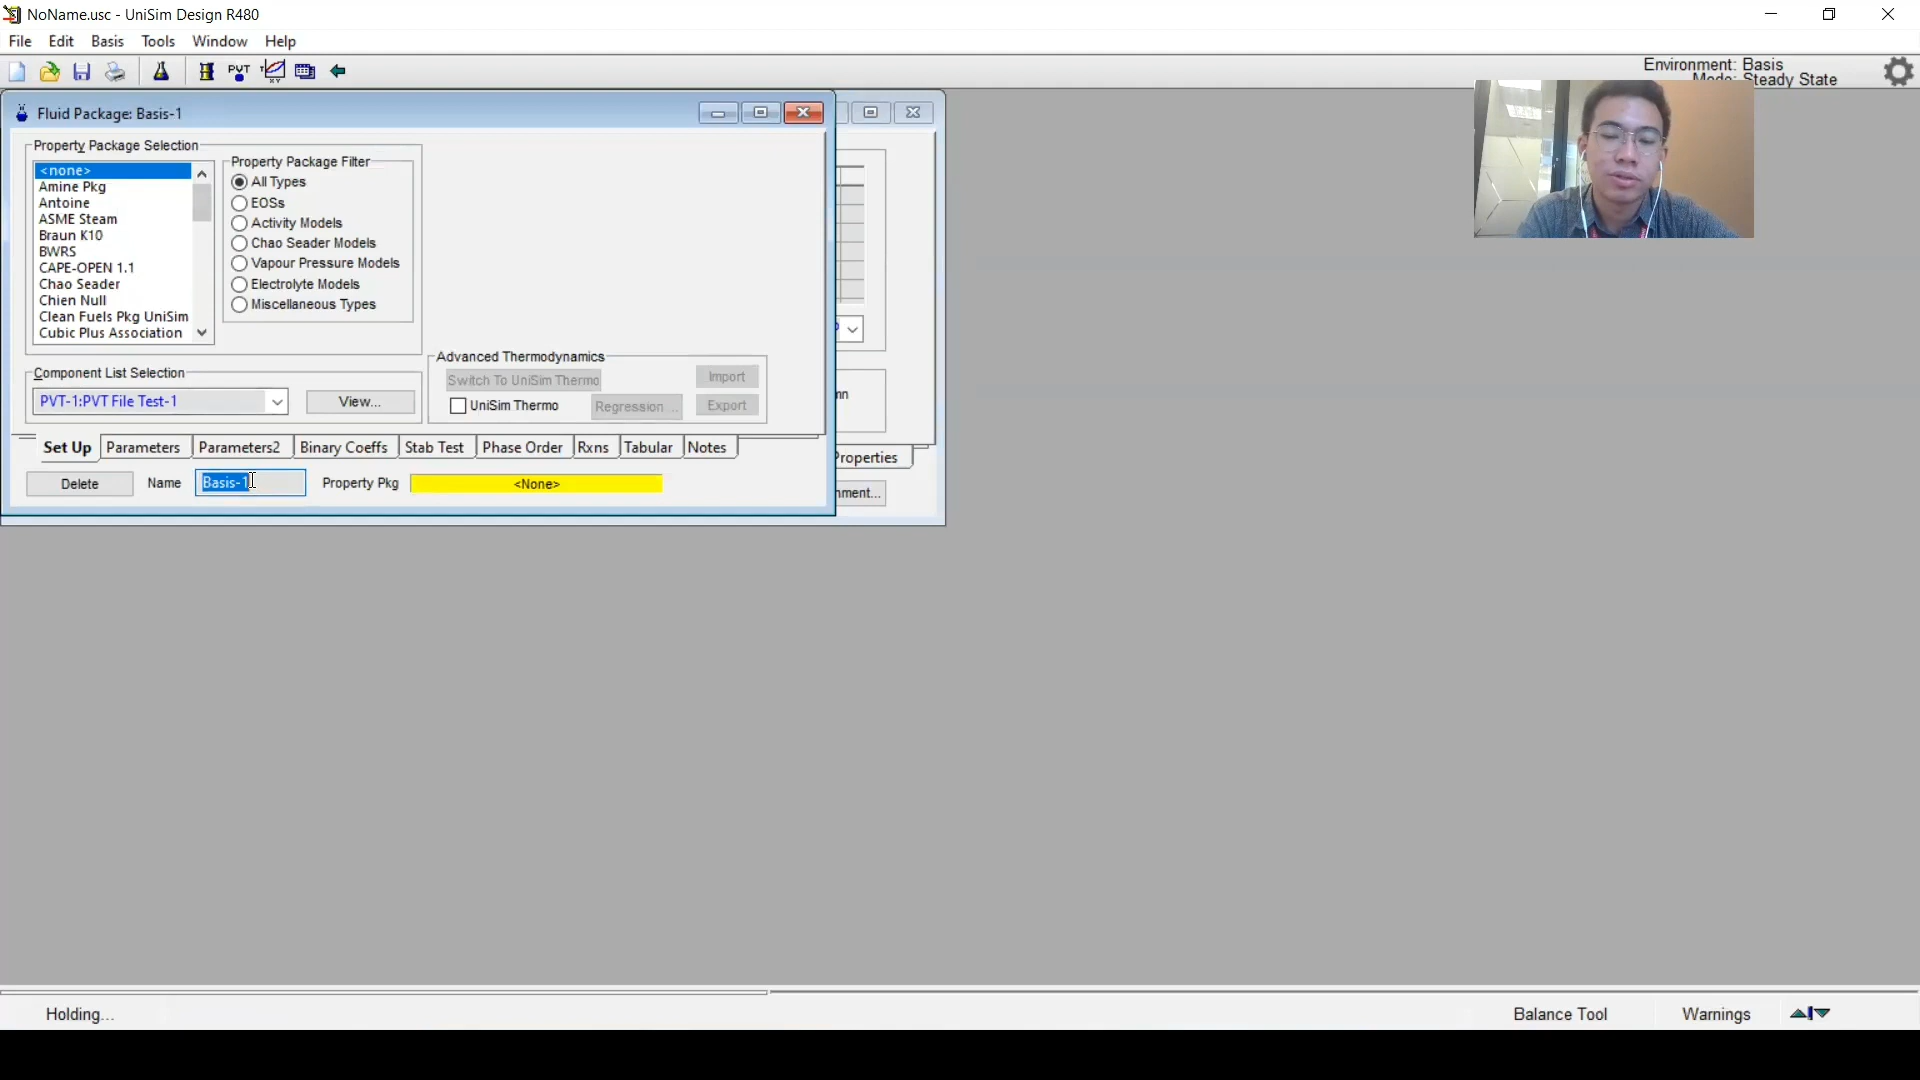 NoName.usc - UniSim Design R480
File Edit Basis Tools Window Help
PVT
Environment: Basis
Mode: Steady State
Fluid Package: Basis-1
Property Package Selection
<none>
Amine Pkg
Antoine
ASME Steam
Braun K10
BWRS
CAPE-OPEN 1.1
Chao Seader
Chien Null
Clean Fuels Pkg UniSim
Cubic Plus Association
Property Package Filter
All Types
EOSs
Activity Models
Chao Seader Models
Vapour Pressure Models
Electrolyte Models
Miscellaneous Types
Component List Selection
PVT-1:PVT File Test-1
View...
Advanced Thermodynamics
Switch To UniSim Thermo
Import
UniSim Thermo
Regression ...
Export
Set Up Parameters Parameters2 Binary Coeffs Stab Test Phase Order Rxns Tabular Notes
Delete Name Basis-1 Property Pkg <None>
roperties
nment...
Holding...
Balance Tool Warnings